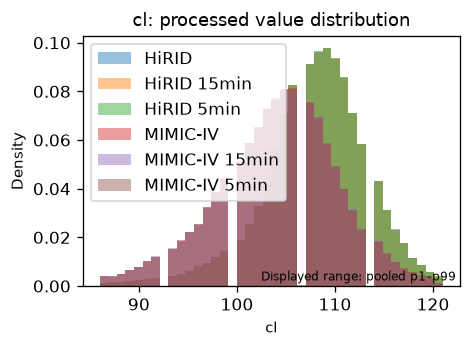 cl: processed value distribution
0.10
0.08
0.06
0.04
0.02
0.00
Density
HiRID
HiRID 15min
HiRID 5min
MIMIC-IV
MIMIC-IV 15min
MIMIC-IV 5min
Displayed range: pooled p1–p99
90
100
110
120
cl